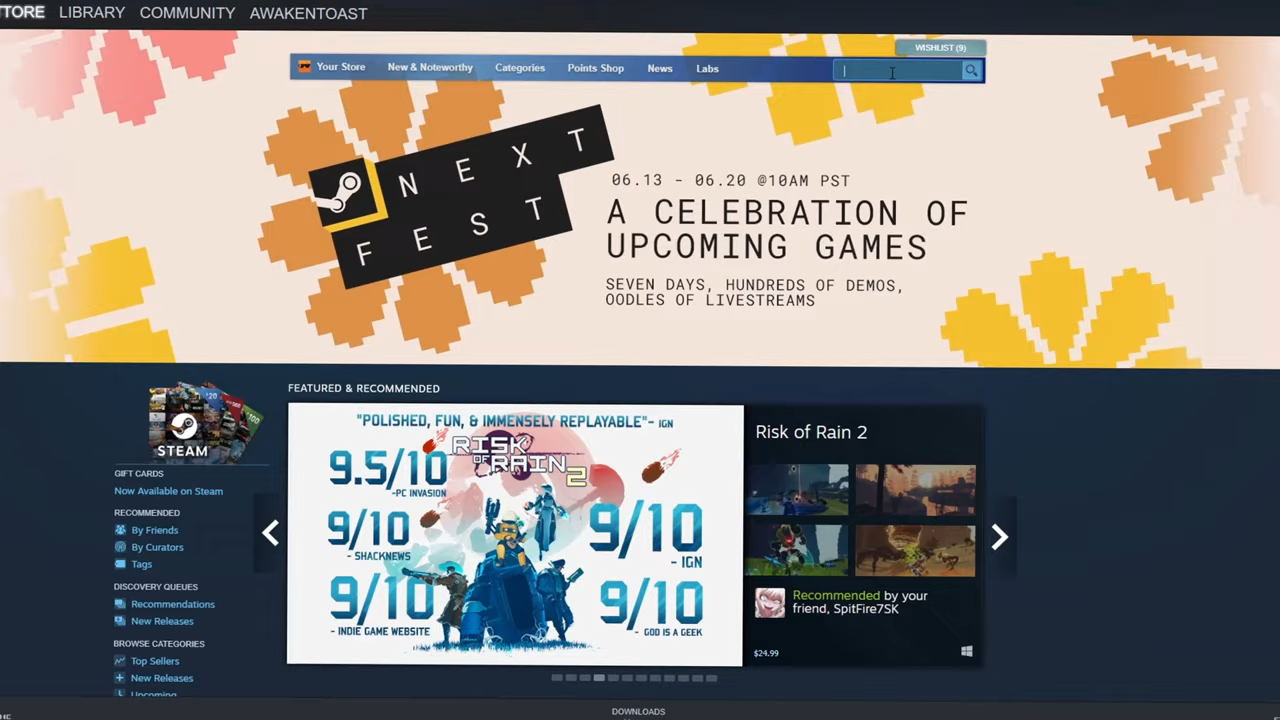 LIBRARY COMMUNITY AWAKENTOAST
WISHLIST (9)
Your Store New & Noteworthy Categories Points Shop News Labs
NEXT
FEST
06.13 - 06.20 @10AM PST
A CELEBRATION OF
UPCOMING GAMES
SEVEN DAYS, HUNDREDS OF DEMOS,
OODLES OF LIVESTREAMS
STEAM
GIFT CARDS
Now Available on Steam
RECOMMENDED
By Friends
By Curators
Tags
DISCOVERY QUEUES
Recommendations
New Releases
BROWSE CATEGORIES
Top Sellers
New Releases
Upcoming
FEATURED & RECOMMENDED
"POLISHED, FUN, & IMMENSELY REPLAYABLE"- IGN
RISK
OF RAIN 2
9.5/10
-PC INVASION
9/10
- SHACKNEWS
9/10
- INDIE GAME WEBSITE
9/10
- IGN
9/10
- GOD IS A GEEK
Risk of Rain 2
Recommended by your
friend, SpitFire7SK
$24.99
DOWNLOADS